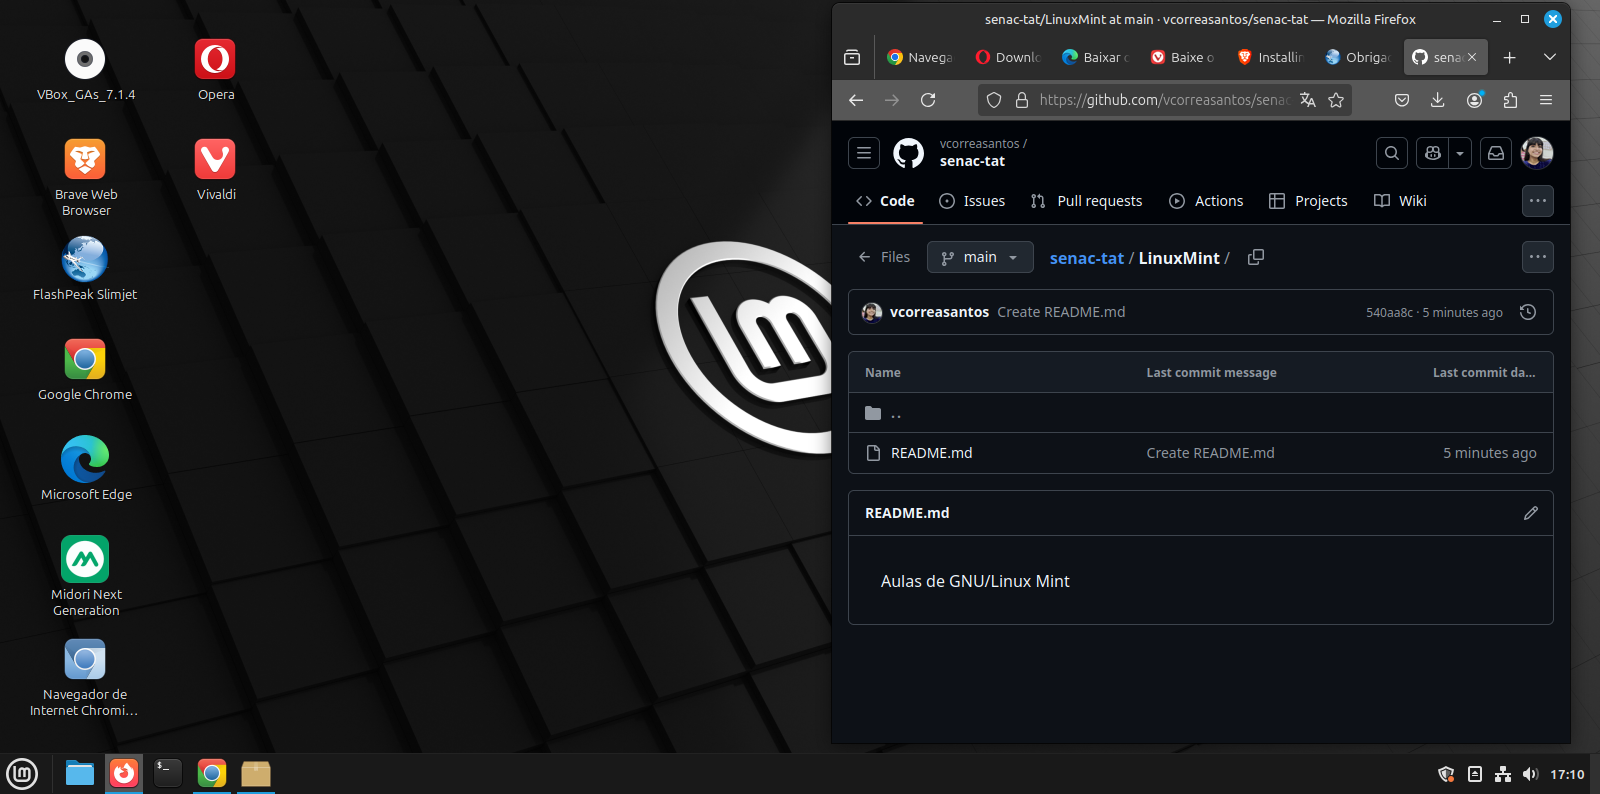 VBox_GAs_7.1.4
Opera
Brave Web
Browser
Vivaldi
FlashPeak Slimjet
Google Chrome
Microsoft Edge
Midori Next
Generation
Navegador de
Internet Chromi...
senac-tat/LinuxMint at main · vcorreasantos/senac-tat — Mozilla Firefox
Navega
Downlo
Baixar
Baixe o
Installin
Obrigad
senac
https://github.com/vcorreasantos/senac
vcorreasantos /
senac-tat
Code
Issues
Pull requests
Actions
Projects
Wiki
Files
main
senac-tat / LinuxMint /
vcorreasantos Create README.md
540aa8c · 5 minutes ago
Name
Last commit message
Last commit da...
..
README.md
Create README.md
5 minutes ago
README.md
Aulas de GNU/Linux Mint
17:10